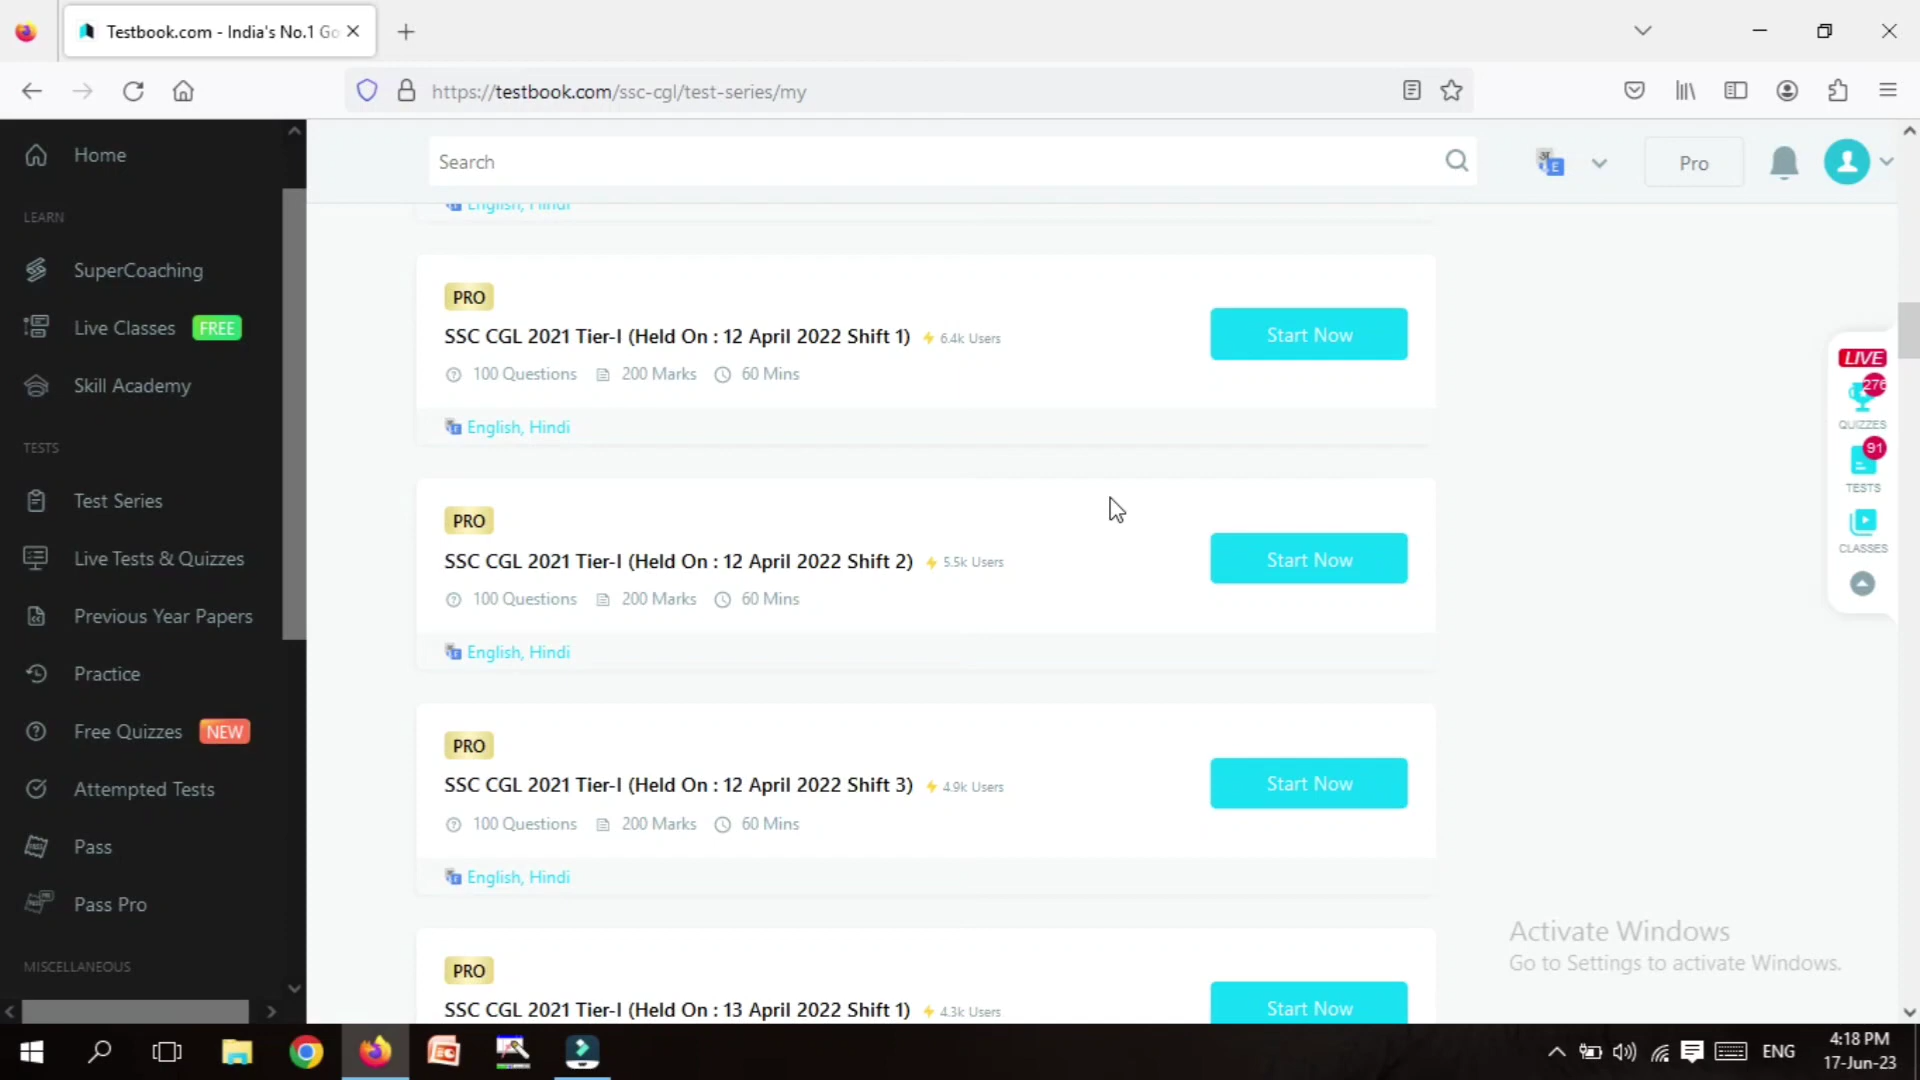 Testbook.com - India's No.1 Go
https://testbook.com/ssc-cgl/test-series/my
Home
LEARN
SuperCoaching
Live Classes FREE
Skill Academy
TESTS
Test Series
Live Tests & Quizzes
Previous Year Papers
Practice
Free Quizzes NEW
Attempted Tests
Pass
Pass Pro
MISCELLANEOUS
Search
Pro
English, Hindi
PRO
SSC CGL 2021 Tier-I (Held On : 12 April 2022 Shift 1) 6.4k Users
100 Questions 200 Marks 60 Mins
Start Now
English, Hindi
PRO
SSC CGL 2021 Tier-I (Held On : 12 April 2022 Shift 2) 5.5k Users
100 Questions 200 Marks 60 Mins
Start Now
English, Hindi
PRO
SSC CGL 2021 Tier-I (Held On : 12 April 2022 Shift 3) 4.9k Users
100 Questions 200 Marks 60 Mins
Start Now
English, Hindi
PRO
SSC CGL 2021 Tier-I (Held On : 13 April 2022 Shift 1) 4.3k Users
Start Now
LIVE
276
QUIZZES
91
TESTS
CLASSES
Activate Windows
Go to Settings to activate Windows.
ENG
4:18 PM
17-Jun-23